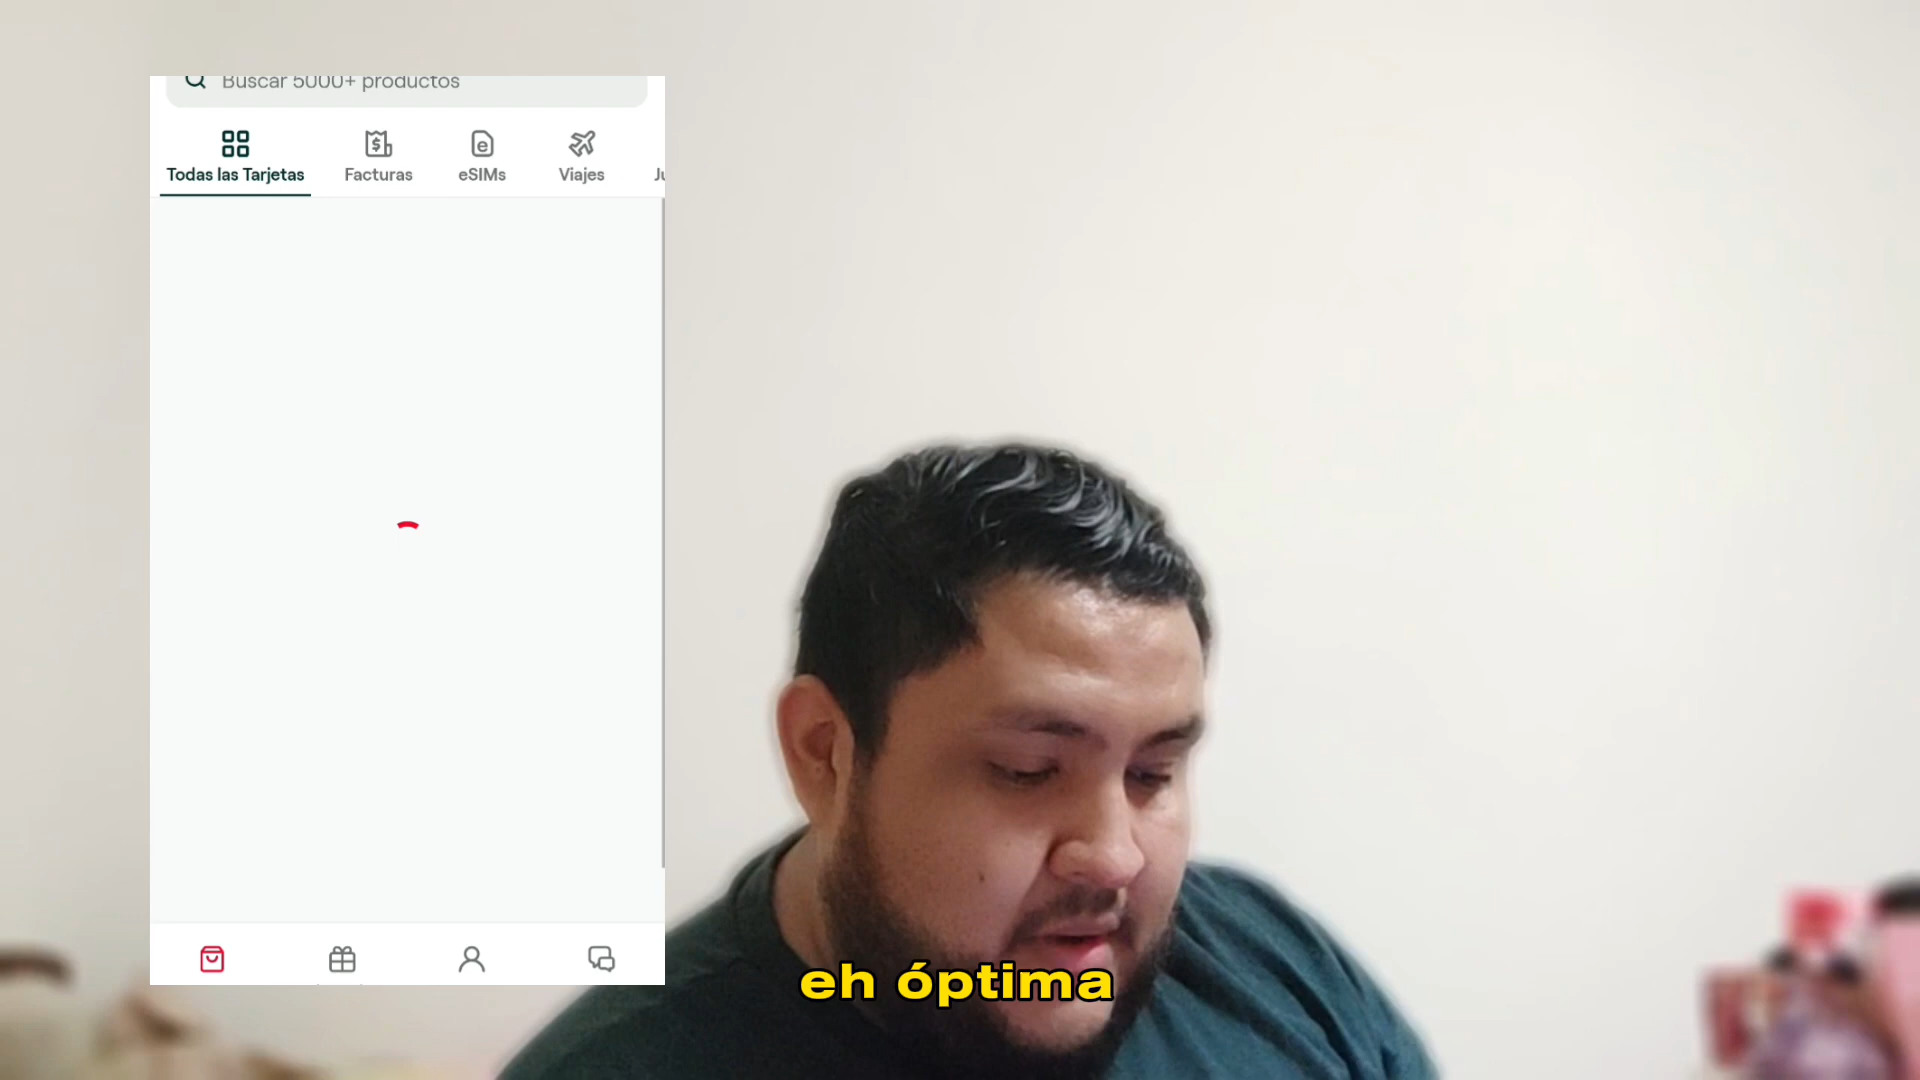 Buscar 5000+ productos
Todas las Tarjetas
Facturas
eSIMs
Viajes
eh óptima